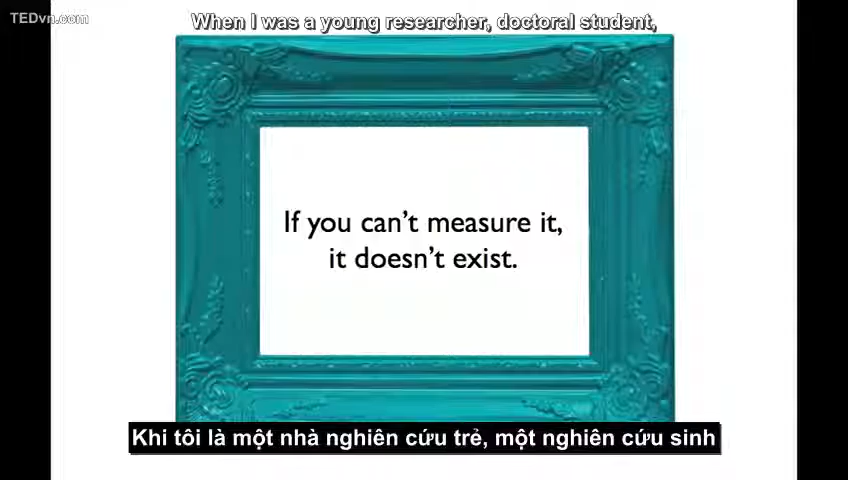 TEDvn.com
When I was a young researcher, doctoral student,
If you can't measure it,
it doesn't exist.
Khi tôi là một nhà nghiên cứu trẻ, một nghiên cứu sinh